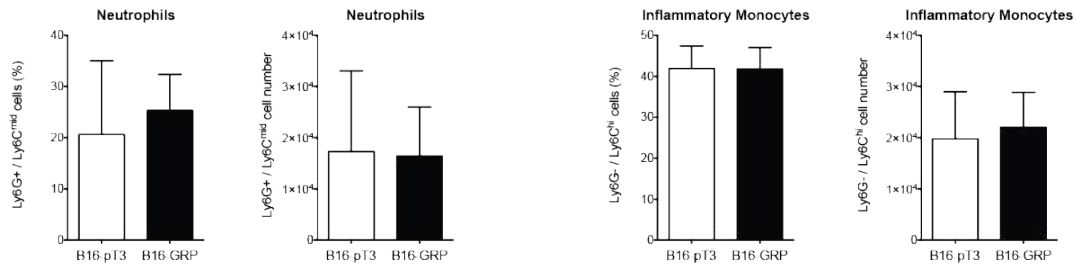 Neutrophils
Ly6G+ / Ly6Cmid cells (%)
40
30
20
10
0
B16-pT3 B16-GRP
Neutrophils
Ly6G+ / Ly6Cmid cell number
4×10⁴
3×10⁴
2×10⁴
1×10⁴
0
B16-pT3 B16-GRP
Inflammatory Monocytes
Ly6G- / Ly6Chi cells (%)
50
40
30
20
10
0
B16-pT3 B16-GRP
Inflammatory Monocytes
Ly6G- / Ly6Chi cell number
4×10⁴
3×10⁴
2×10⁴
1×10⁴
0
B16-pT3 B16-GRP